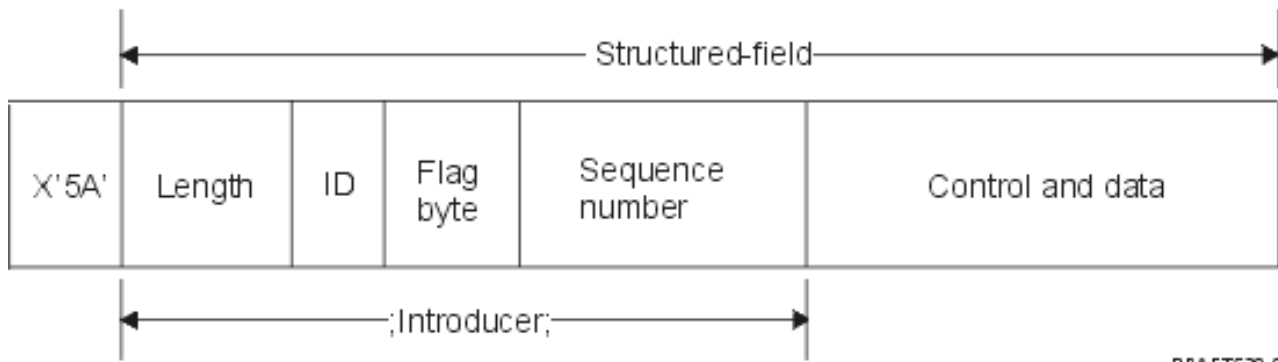 Structured-field
X'5A'
Length
ID
Flag
byte
Sequence
number
Control and data
;Introducer;